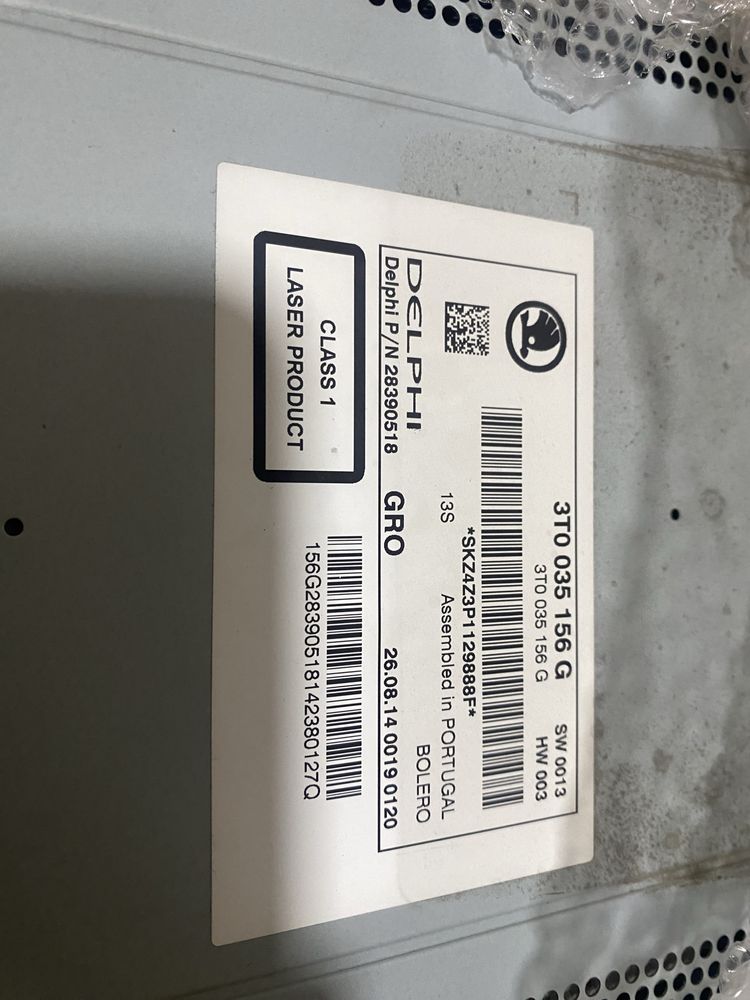 3T0 035 156 G SW 0013
3T0 035 156 G HW 003
*SKZ4Z3P1129888F*
13S Assembled in PORTUGAL
DELPHI BOLERO
Delphi P/N 28390518 GRO 26.08.14 0019 0120
CLASS 1
LASER PRODUCT
156G28390518142380127Q